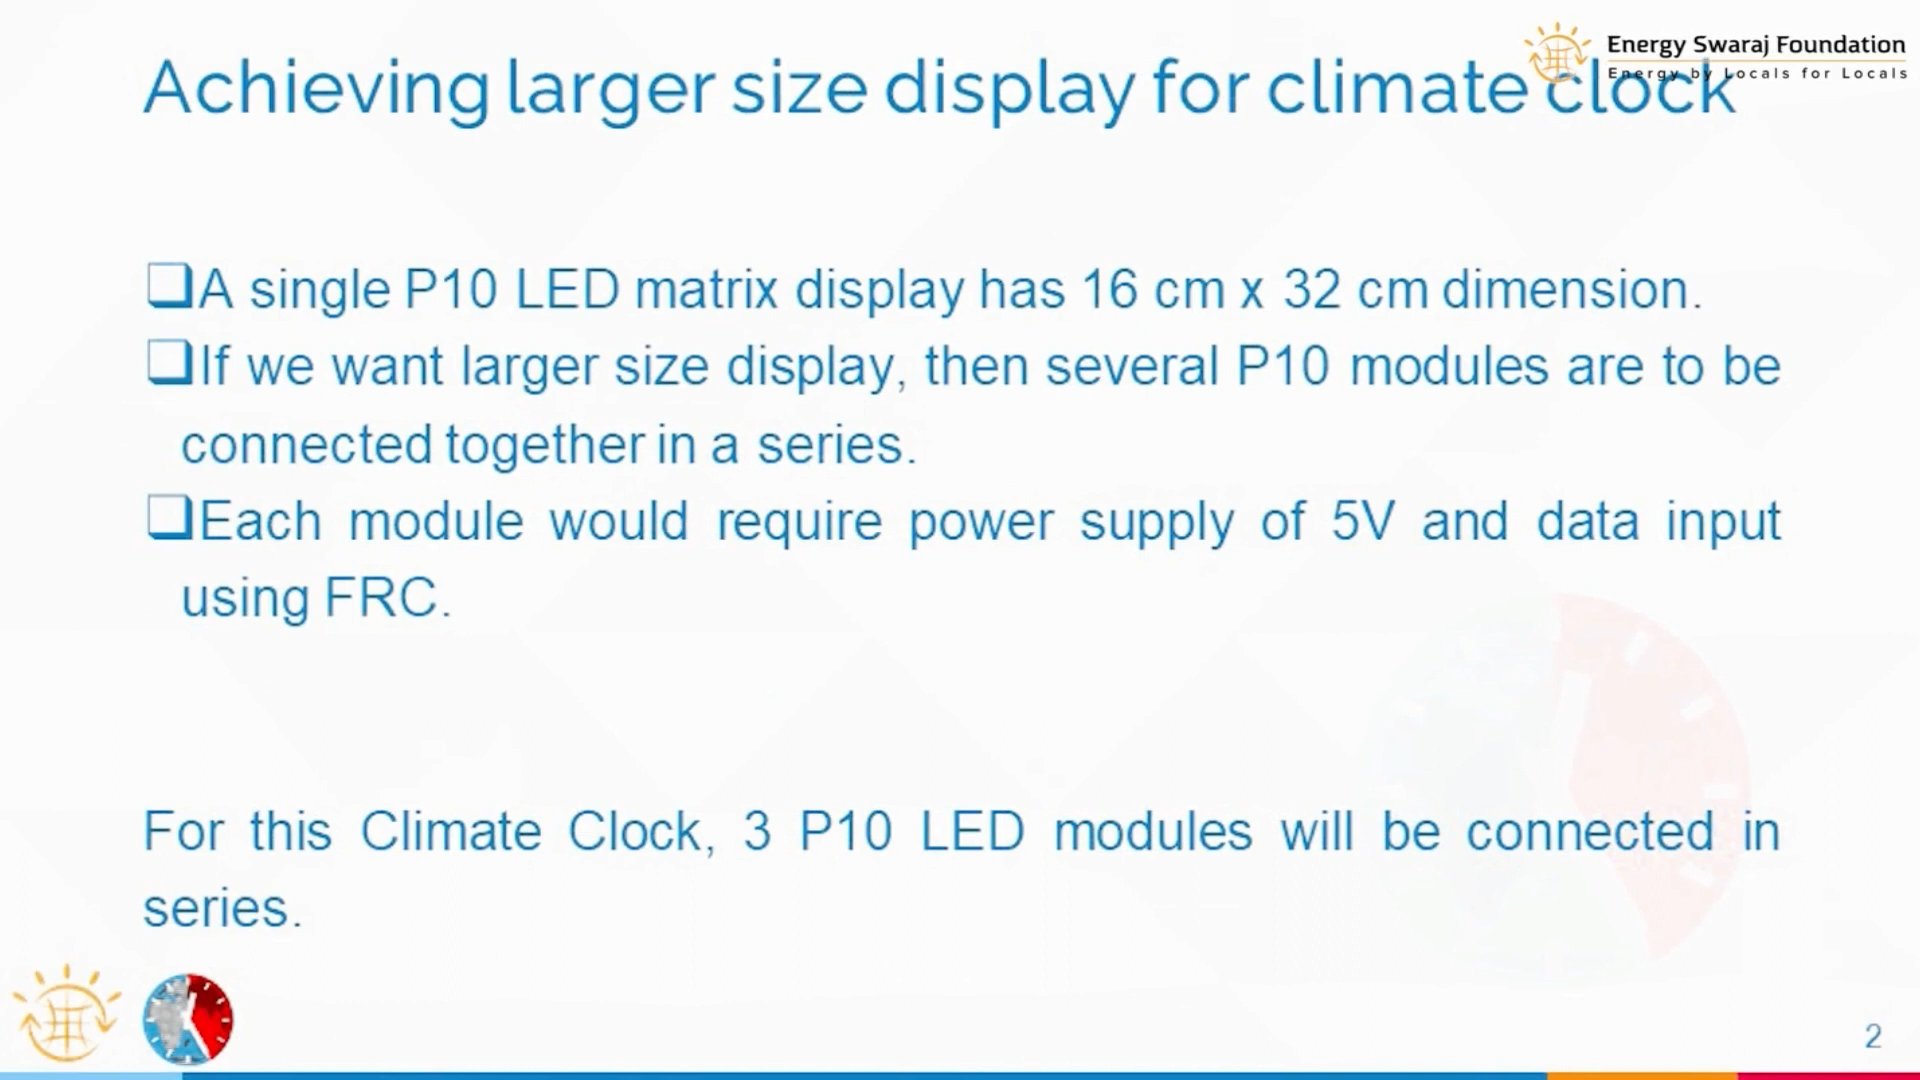 Energy Swaraj Foundation
Energy by Locals for Locals
Achieving larger size display for climate clock
❑A single P10 LED matrix display has 16 cm x 32 cm dimension.
❑If we want larger size display, then several P10 modules are to be
connected together in a series.
❑Each module would require power supply of 5V and data input
using FRC.
For this Climate Clock, 3 P10 LED modules will be connected in
series.
2